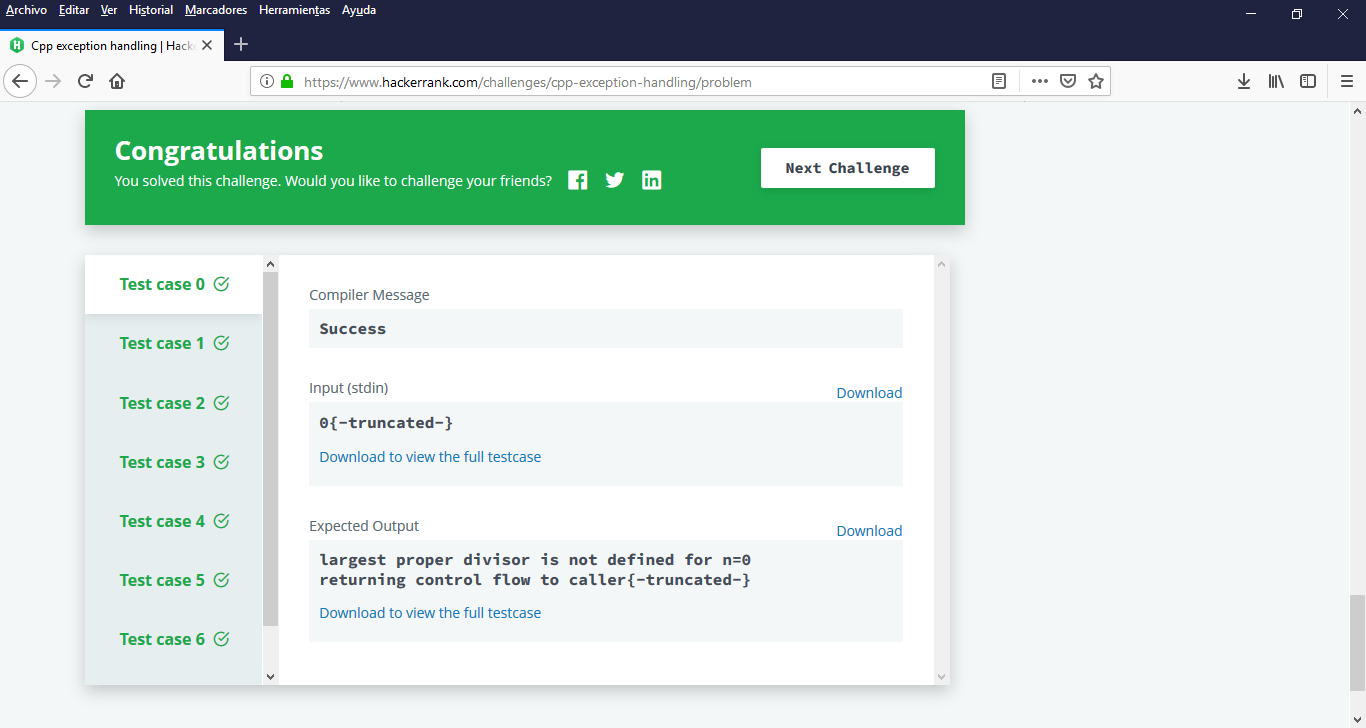 Archivo Editar Ver Historial Marcadores Herramientas Ayuda
Cpp exception handling | Hack
https://www.hackerrank.com/challenges/cpp-exception-handling/problem
Congratulations
You solved this challenge. Would you like to challenge your friends?
Next Challenge
Test case 0
Test case 1
Test case 2
Test case 3
Test case 4
Test case 5
Test case 6
Compiler Message
Success
Input (stdin)
Download
0{-truncated-}
Download to view the full testcase
Expected Output
Download
largest proper divisor is not defined for n=0
returning control flow to caller{-truncated-}
Download to view the full testcase